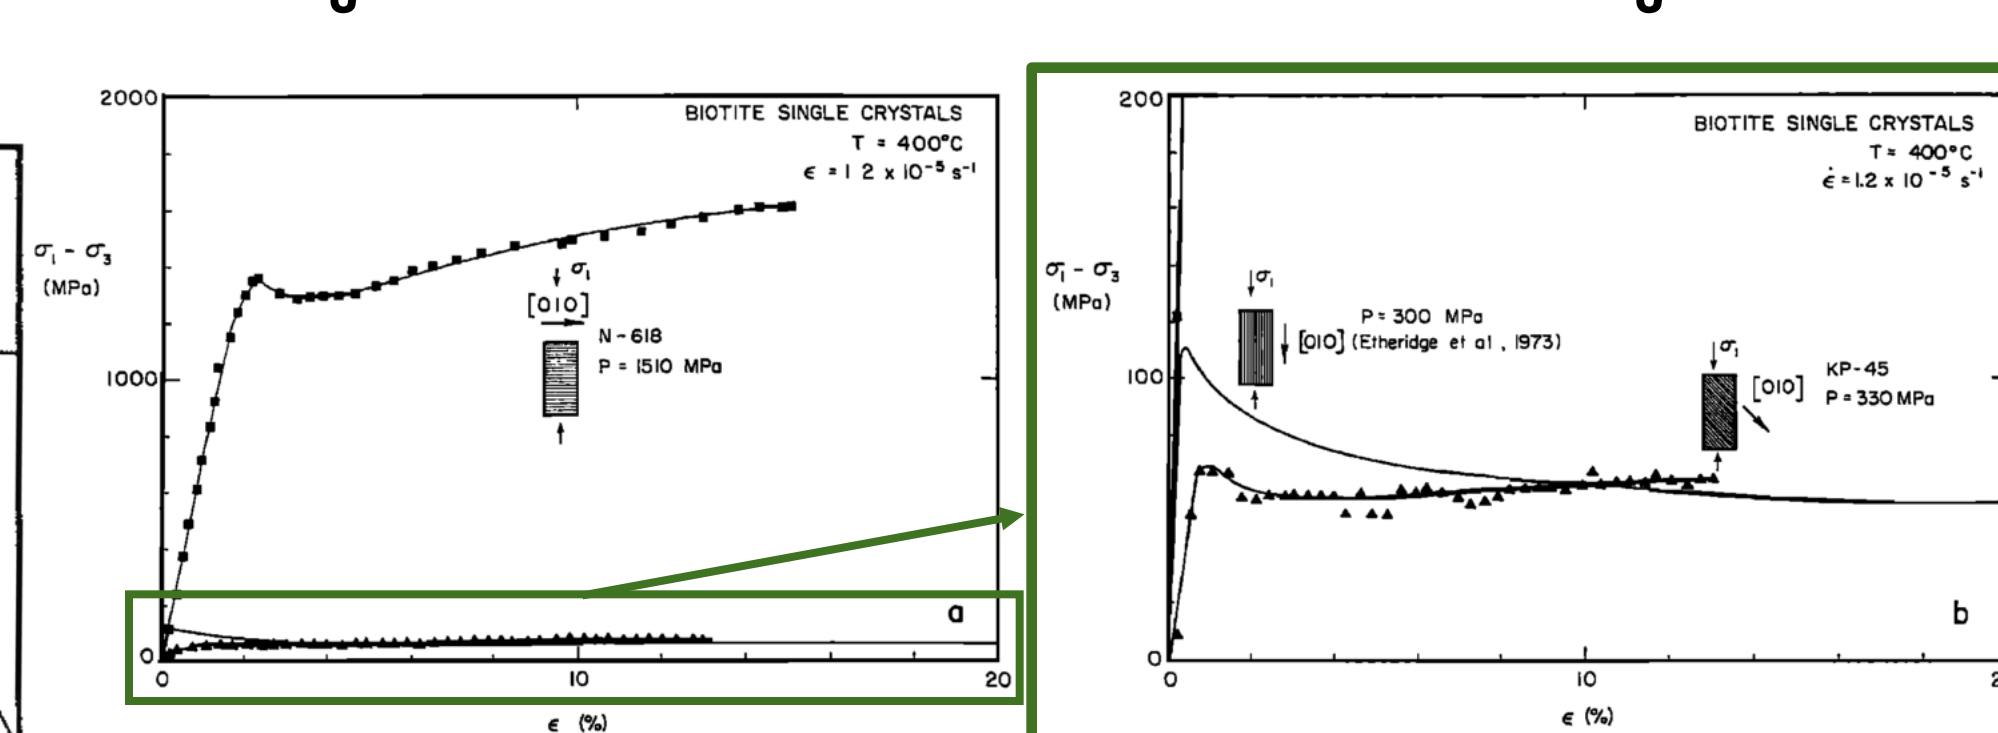 2000
BIOTITE SINGLE CRYSTALS
T = 400°C
ϵ = 1 2 x 10⁻⁵ s⁻¹
σ₁ - σ₃
(MPa)
σ₁
[010]
N-618
P = 1510 MPa
1000
a
0
0
10
20
ϵ (%)
200
BIOTITE SINGLE CRYSTALS
T = 400°C
ϵ̇ = 1.2 x 10⁻⁵ s⁻¹
σ₁ - σ₃
(MPa)
σ₁
P = 300 MPa
[010] (Etheridge et al , 1973)
σ₁
KP-45
[010]
P = 330 MPa
100
b
0
0
10
ϵ (%)